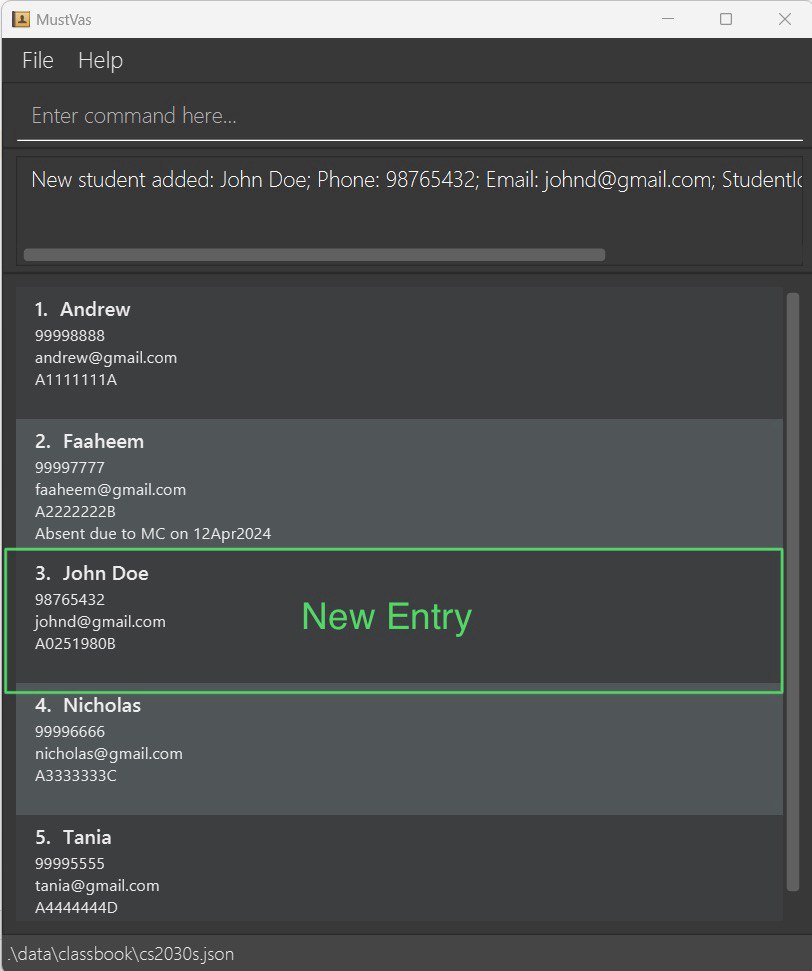 MustVas
File Help
Enter command here...
New student added: John Doe; Phone: 98765432; Email: johnd@gmail.com; StudentId
1. Andrew
99998888
andrew@gmail.com
A1111111A
2. Faaheem
99997777
faaheem@gmail.com
A2222222B
Absent due to MC on 12Apr2024
3. John Doe
98765432
johnd@gmail.com
A0251980B
New Entry
4. Nicholas
99996666
nicholas@gmail.com
A3333333C
5. Tania
99995555
tania@gmail.com
A4444444D
.\data\classbook\cs2030s.json